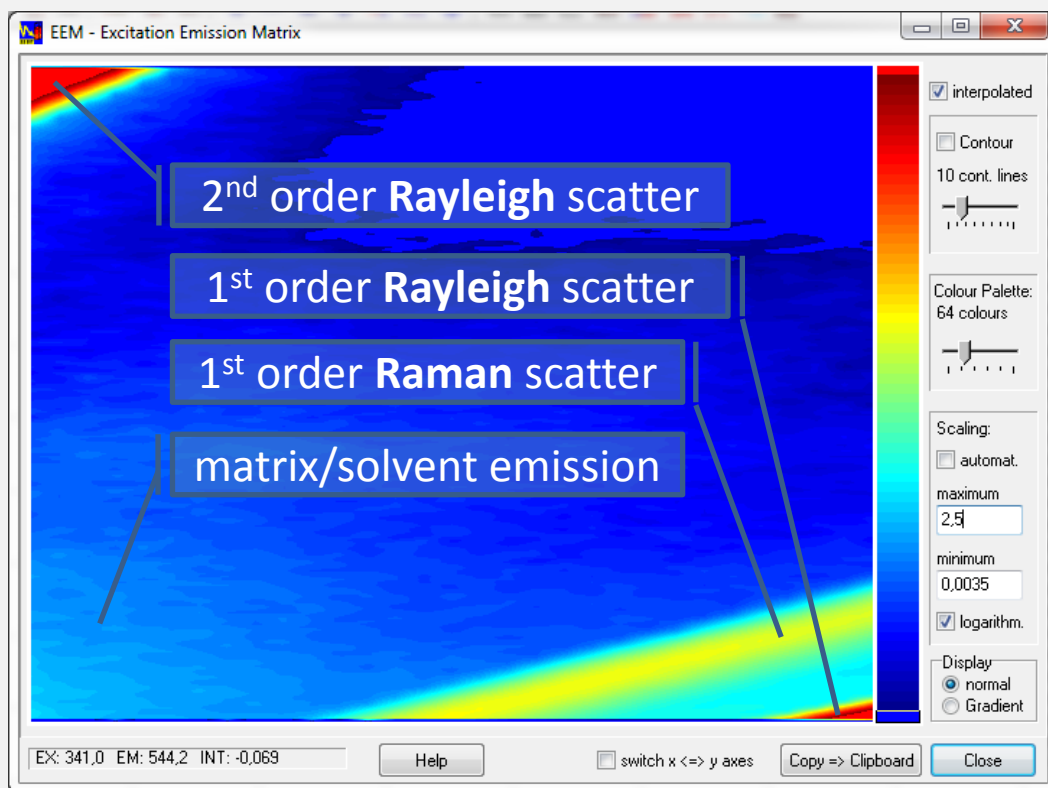 EEM - Excitation Emission Matrix
interpolated
Contour
10 cont. lines
2nd order Rayleigh scatter
1st order Rayleigh scatter
Colour Palette:
64 colours
1st order Raman scatter
matrix/solvent emission
Scaling:
automat.
maximum
2,5
minimum
0,0035
logarithm.
Display
normal
Gradient
EX: 341,0 EM: 544,2 INT: -0,069
Help
switch x <=> y axes
Copy => Clipboard
Close